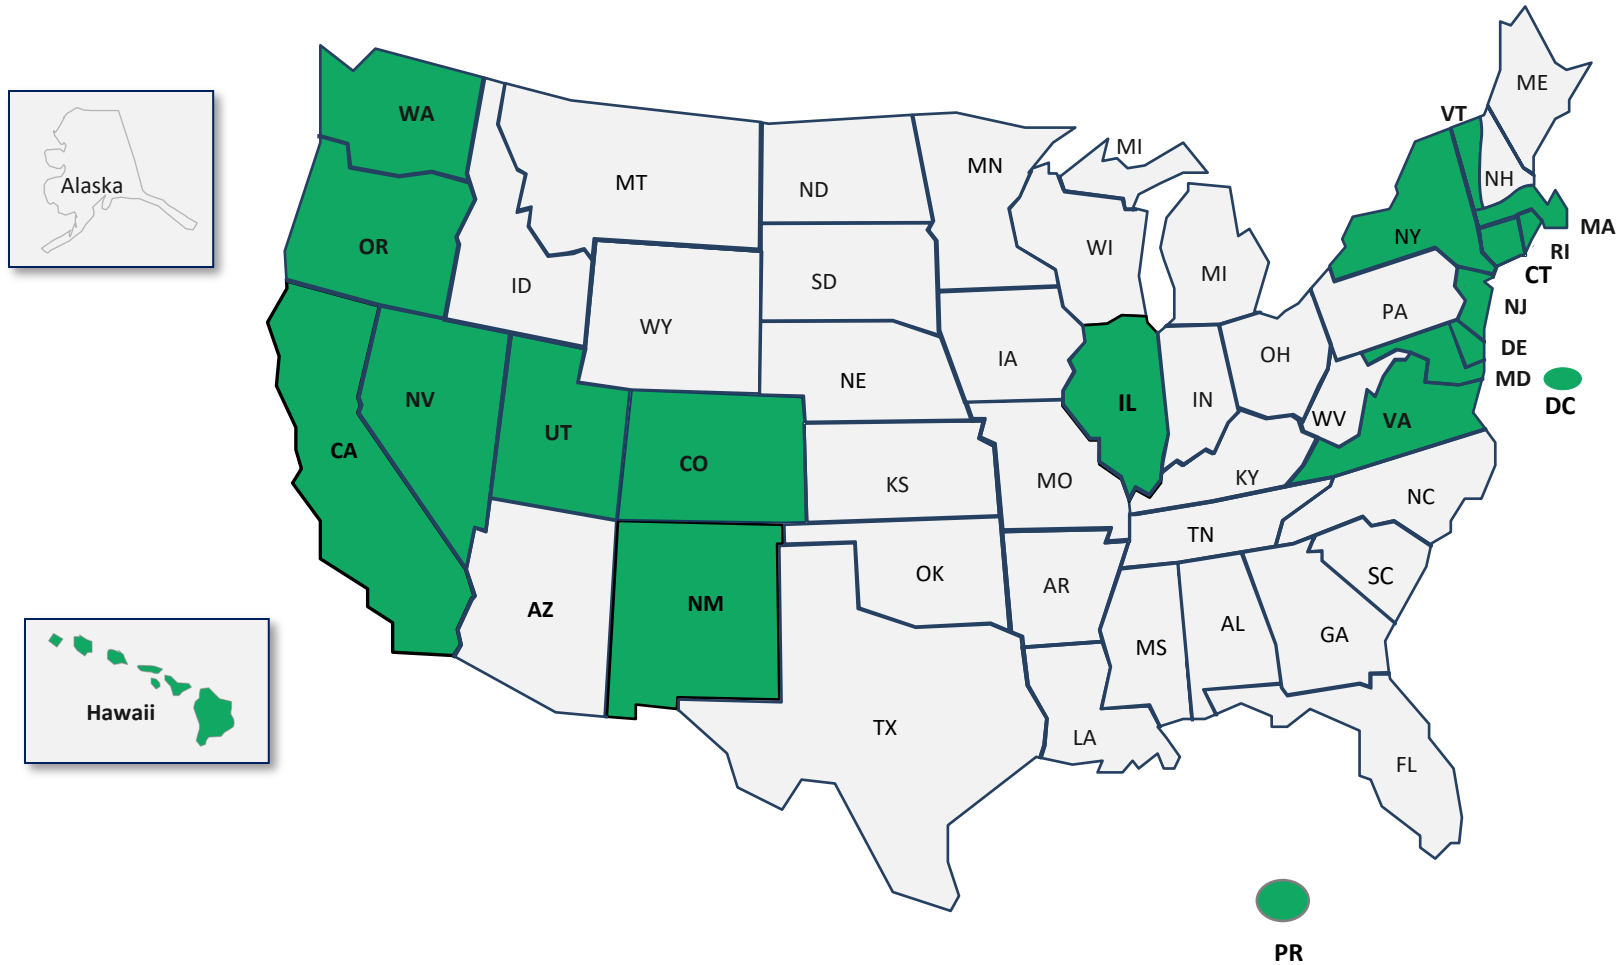 ME
WA
VT
MI
MN
MT
ND
NH
Alaska
MA
OR
NY
WI
RI
MI
CT
ID
SD
NJ
PA
WY
DE
OH
IA
MD
NE
IN
DC
NV
IL
WV
VA
UT
CA
CO
KS
MO
KY
NC
TN
OK
SC
AR
NM
AZ
AL
GA
MS
Hawaii
TX
LA
FL
PR